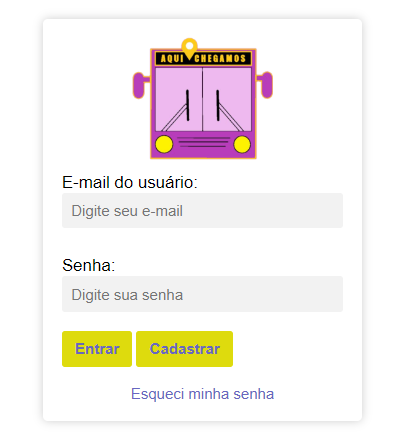 AQUI CHEGAMOS
E-mail do usuário:
Digite seu e-mail
Senha:
Digite sua senha
Entrar Cadastrar
Esqueci minha senha